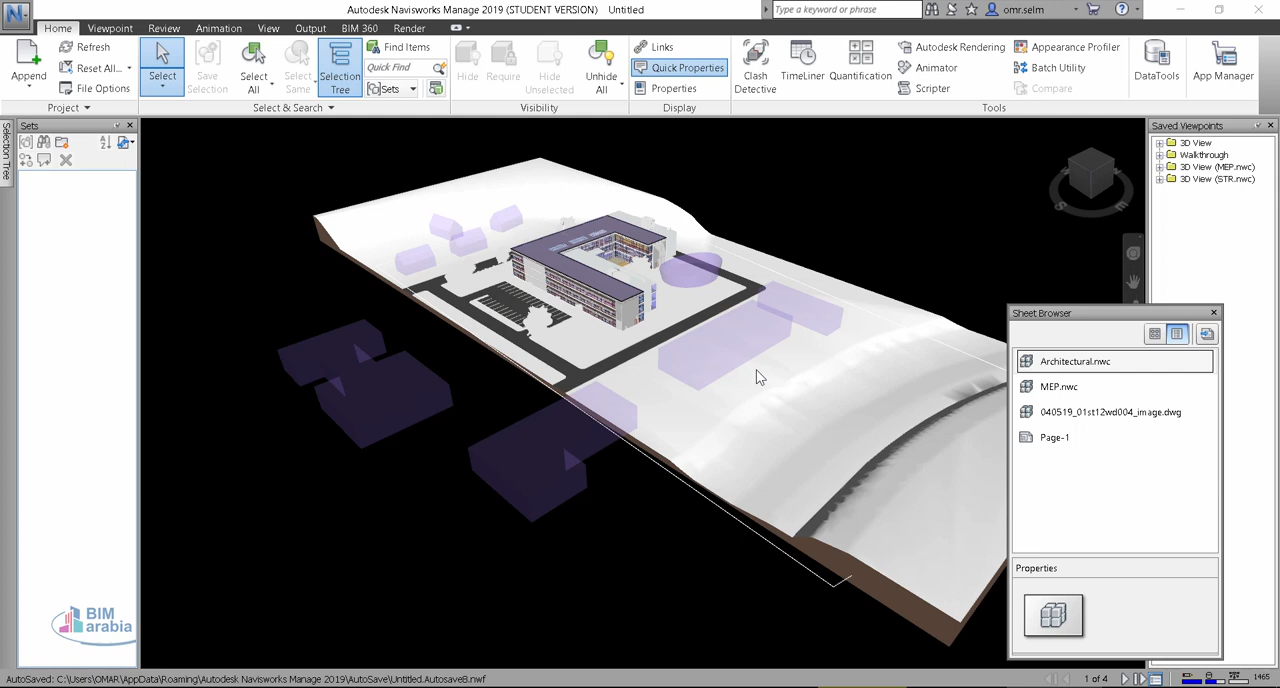 N
Autodesk Navisworks Manage 2019 (STUDENT VERSION) Untitled
Type a keyword or phrase
omr.selm
Home Viewpoint Review Animation View Output BIM 360 Render
Append
Refresh
Reset All...
File Options
Project
Select
Save Selection
Select All
Select Same
Selection Tree
Find Items
Quick Find
Sets
Select & Search
Hide
Require
Hide Unselected
Unhide All
Visibility
Links
Quick Properties
Properties
Display
Clash Detective
TimeLiner
Quantification
Autodesk Rendering
Animator
Scripter
Appearance Profiler
Batch Utility
Compare
Tools
DataTools
App Manager
Selection Tree
Sets
BIM
arabia
S E
Saved Viewpoints
3D View
Walkthrough
3D View (MEP.nwc)
3D View (STR.nwc)
Sheet Browser
Architectural.nwc
MEP.nwc
040519_01st12wd004_image.dwg
Page-1
Properties
AutoSaved: C:\Users\OMAR\AppData\Roaming\Autodesk Navisworks Manage 2019\AutoSave\Untitled.Autosave8.nwf
1 of 4
1465